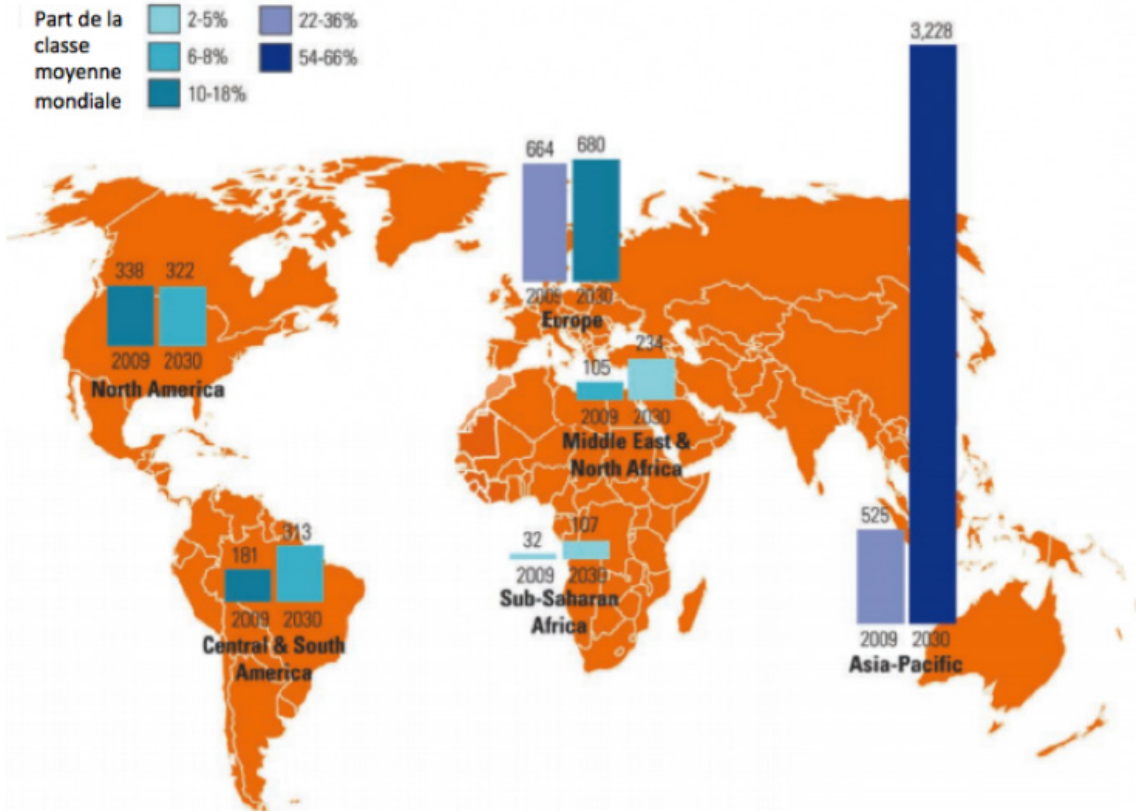 Part de la
classe
moyenne
mondiale
2-5%
6-8%
10-18%
22-36%
54-66%
3,228
664
680
2009
2030
Europe
338
322
2009
2030
North America
105
234
2009
2030
Middle East &
North Africa
181
313
2009
2030
Central & South
America
32
107
2009
2030
Sub-Saharan
Africa
525
2009
2030
Asia-Pacific